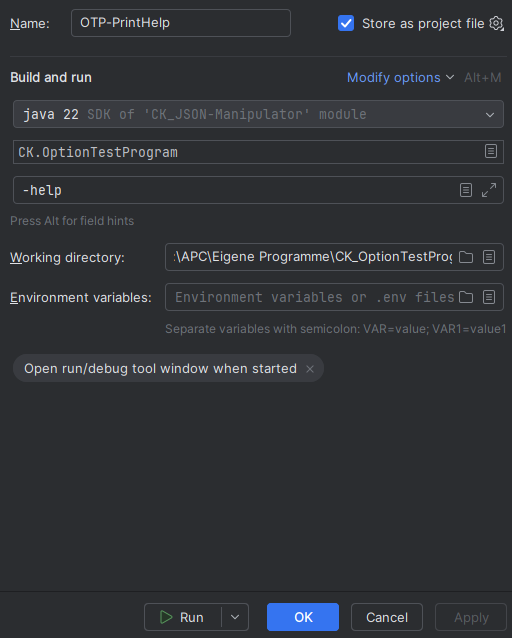 Name: OTP-PrintHelp Store as project file
Build and run Modify options Alt+M
java 22 SDK of 'CK_JSON-Manipulator' module
CK.OptionTestProgram
-help
Press Alt for field hints
Working directory: :\APC\Eigene Programme\CK_OptionTestProg
Environment variables: Environment variables or .env files
Separate variables with semicolon: VAR=value; VAR1=value1
Open run/debug tool window when started ×
Run OK Cancel Apply